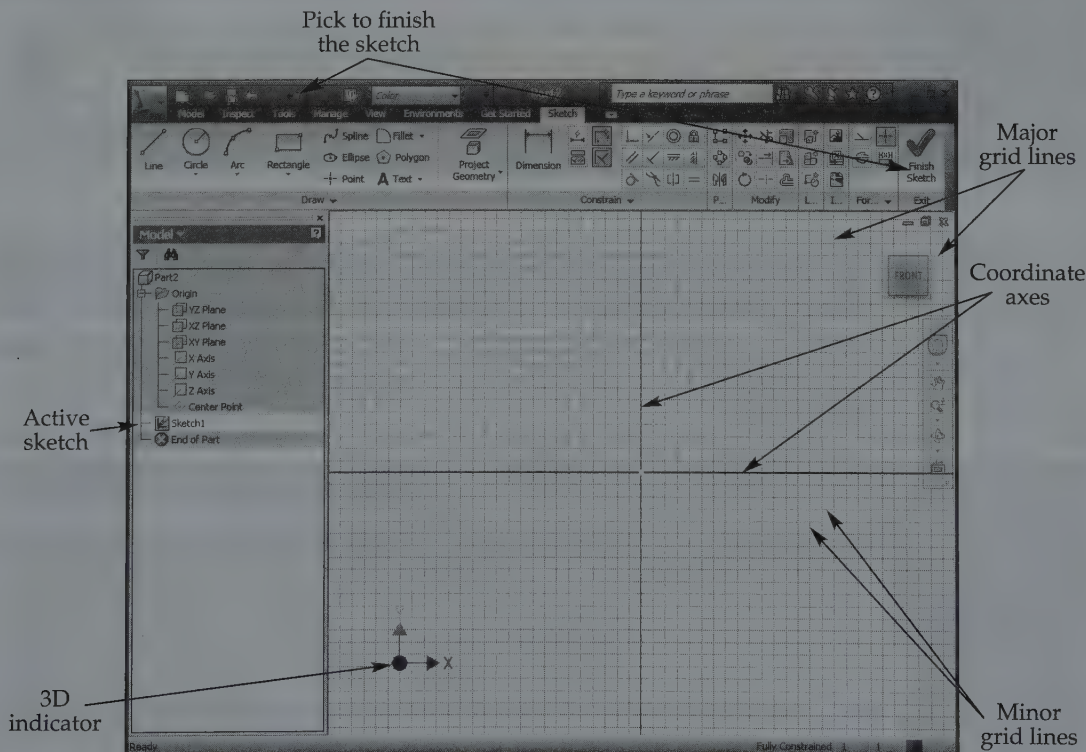 Pick to finish
the sketch
Color
Type a keyword or phrase
Model Inspect Tools Manage View Environments Get Started Sketch
Line
Circle
Arc
Rectangle
Spline
Fillet
Ellipse
Polygon
Point
A Text
Project
Geometry
Dimension
Finish
Sketch
Draw
Constrain
P...
Modify
L...
I...
For...
Exit
Major
grid lines
Model
Part2
Origin
YZ Plane
XZ Plane
XY Plane
X Axis
Y Axis
Z Axis
Center Point
Sketch1
End of Part
FRONT
Coordinate
axes
Active
sketch
X
3D
indicator
Minor
grid lines
Ready
Fully Constrained 1